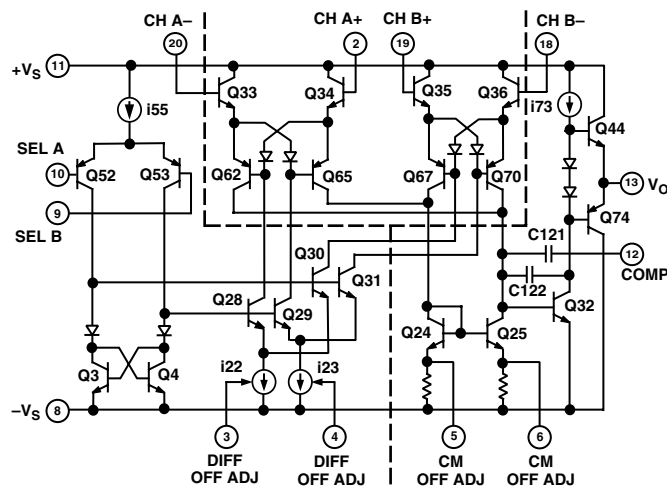 CH A– CH A+ CH B+ CH B–
20 2 19 18
+VS 11
Q33 Q34 Q35 Q36
i55 i73
Q44
SEL A
10 Q52 Q53 Q62 Q65 Q67 Q70
13 VO
9
SEL B
Q74
C121
12
COMP
Q30
Q31
C122
Q28 Q29
Q32
Q24 Q25
Q3 Q4
i22 i23
–VS 8
3 4 5 6
DIFF
OFF ADJ
DIFF
OFF ADJ
CM
OFF ADJ
CM
OFF ADJ